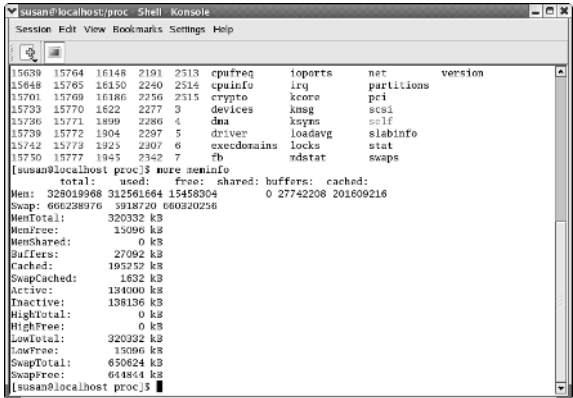 susan@localhost:/proc - Shell - Konsole
Session Edit View Bookmarks Settings Help
15639 15764 16148 2191 2513 cpufreq ioports net version
15648 15765 16150 2240 2514 cpuinfo irq partitions
15701 15769 16186 2256 2515 crypto kcore pci
15733 15770 1622 2277 3 devices kmsg scsi
15736 15771 1899 2286 4 dma ksyms self
15739 15772 1904 2297 5 driver loadavg slabinfo
15742 15773 1925 2307 6 execdomains locks stat
15750 15777 1945 2342 7 fb mdstat swaps
[susan@localhost proc]$ more meminfo
total: used: free: shared: buffers: cached:
Mem: 328019968 312561664 15458304 0 27742208 201609216
Swap: 666238976 5918720 660320256
MemTotal: 320332 kB
MemFree: 15096 kB
MemShared: 0 kB
Buffers: 27092 kB
Cached: 195252 kB
SwapCached: 1632 kB
Active: 134000 kB
Inactive: 138136 kB
HighTotal: 0 kB
HighFree: 0 kB
LowTotal: 320332 kB
LowFree: 15096 kB
SwapTotal: 650624 kB
SwapFree: 644844 kB
[susan@localhost proc]$